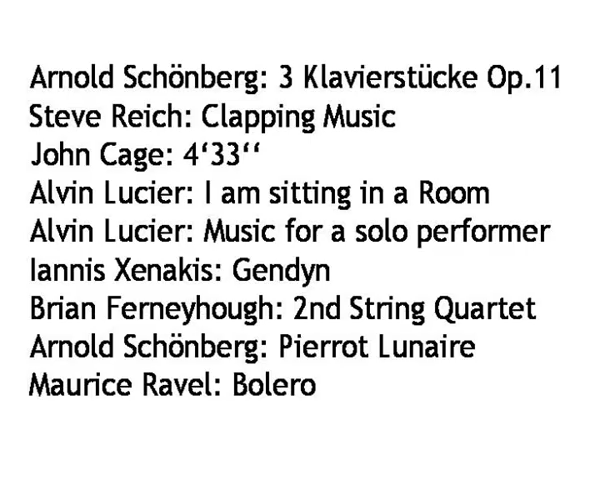 Arnold Schönberg: 3 Klavierstücke Op.11
Steve Reich: Clapping Music
John Cage: 4‘33‘‘
Alvin Lucier: I am sitting in a Room
Alvin Lucier: Music for a solo performer
Iannis Xenakis: Gendyn
Brian Ferneyhough: 2nd String Quartet
Arnold Schönberg: Pierrot Lunaire
Maurice Ravel: Bolero